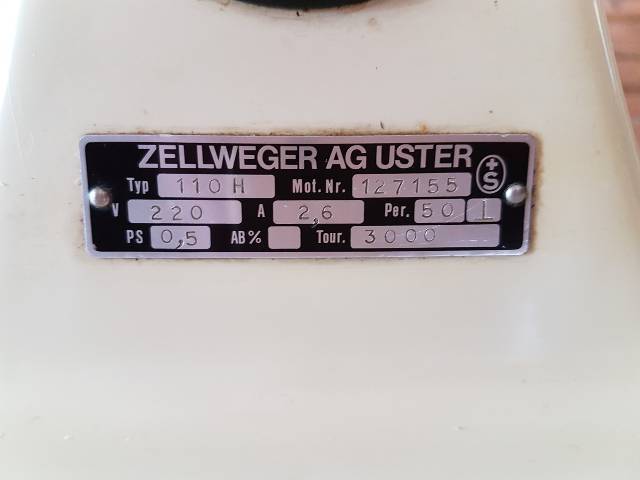 ZELLWEGER AG USTER +S
Typ 110 H Mot. Nr. 127155
V 220 A 2,6 Per. 50 1
PS 0,5 AB% Tour. 3000